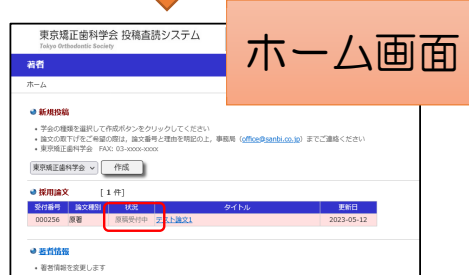 東京矯正歯科学会 投稿査読システム
Tokyo Orthodontic Society
ホーム画面
著者
ホーム
新規投稿
• 学会の種類を選択して作成ボタンをクリックしてください
• 論文の取下げをご希望の際は，文章番号と理由を明記の上，事務局（office@sanbi.co.jp）までご連絡ください
• 東京矯正歯科学会 FAX: 03-xxxx-xxxx
東京矯正歯科学会 作成
採用論文 [ 1 件]
受付番号 論文種別 状況 タイトル 更新日
000256 原著 原稿受付中 テスト論文1 2023-05-12
著者情報
• 著者情報を変更します